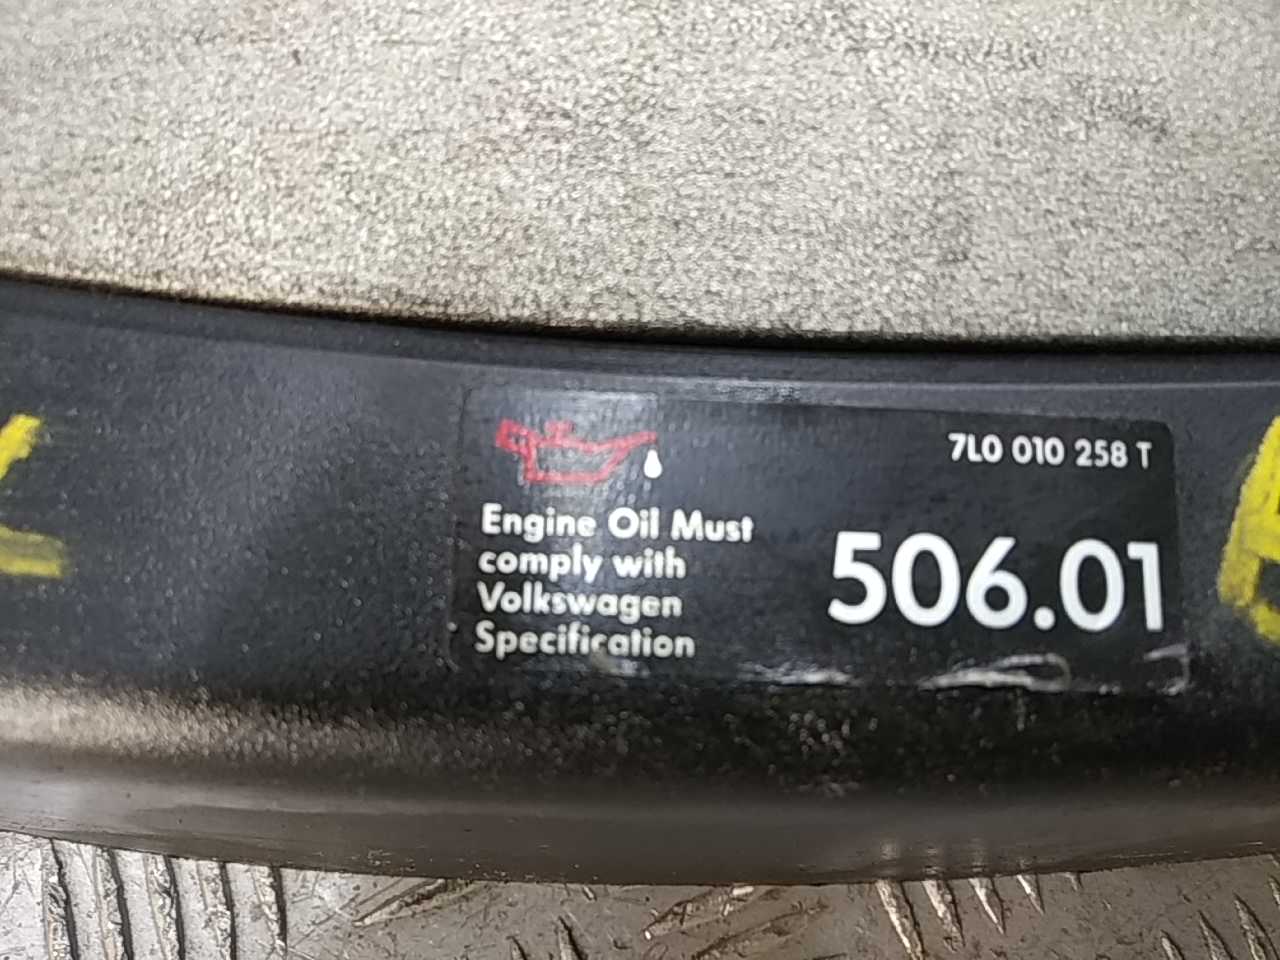 7L0 010 258 T
Engine Oil Must
comply with
Volkswagen
Specification
506.01